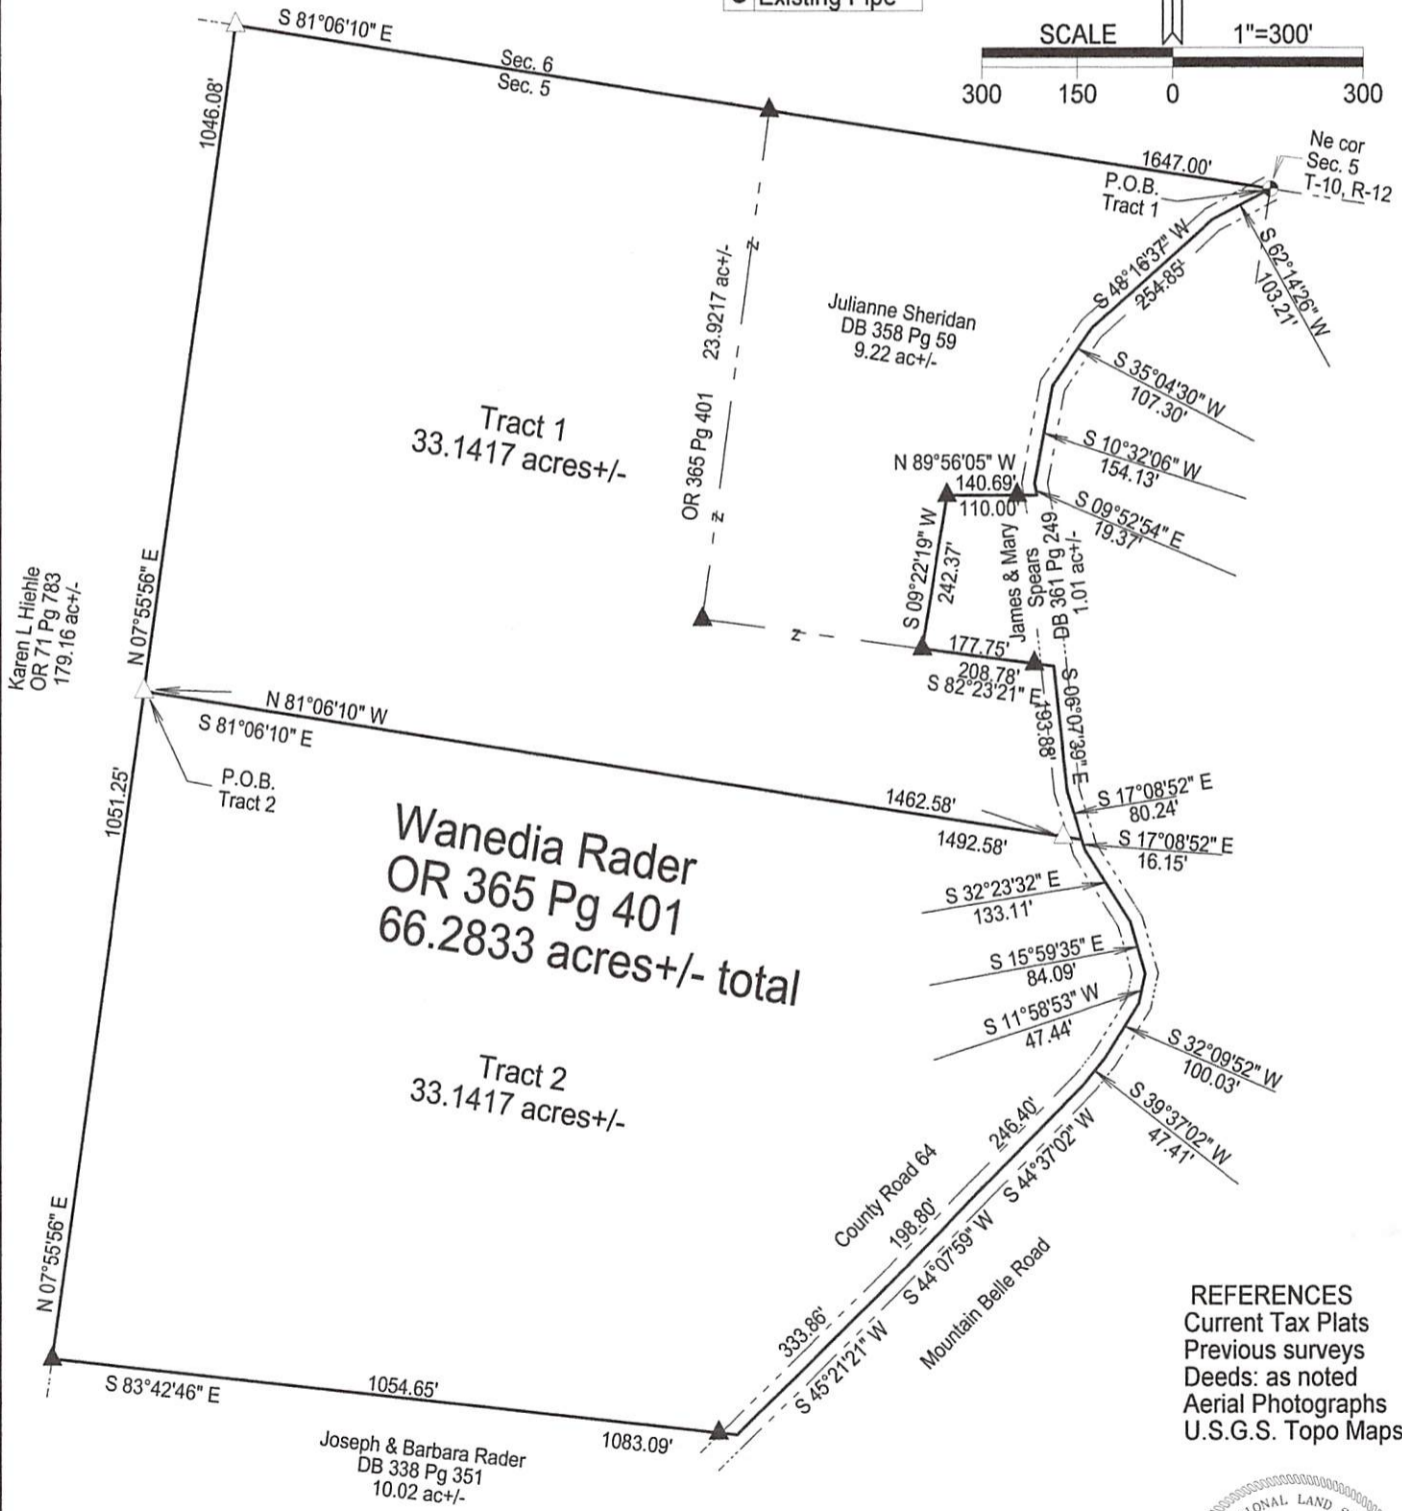 Existing Pipe
SCALE 1"=300'
300 150 0 300
S 81°06'10" E
Sec. 6
Sec. 5
1046.08'
1647.00'
Ne cor
Sec. 5
T-10, R-12
P.O.B.
Tract 1
S 48°16'37" W
254.85'
S 62°14'26" W
103.21'
23.9217 ac+/-
OR 365 Pg 401
z
z
Julianne Sheridan
DB 358 Pg 59
9.22 ac+/-
S 35°04'30" W
107.30'
Tract 1
33.1417 acres+/-
S 10°32'06" W
154.13'
N 89°56'05" W
140.69'
110.00'
S 09°52'54" E
19.37'
S 09°22'19" W
242.37'
James & Mary
Spears
DB 361 Pg 249
1.01 ac+/-
Karen L Hiehle
OR 71 Pg 783
179.16 ac+/-
N 07°55'56" E
z
177.75'
208.78'
S 82°23'21" E
193.88'
S 06°07'39" E
N 81°06'10" W
S 81°06'10" E
P.O.B.
Tract 2
1051.25'
1462.58'
1492.58'
S 17°08'52" E
80.24'
S 17°08'52" E
16.15'
Wanedia Rader
OR 365 Pg 401
66.2833 acres+/- total
S 32°23'32" E
133.11'
S 15°59'35" E
84.09'
S 11°58'53" W
47.44'
S 32°09'52" W
100.03'
S 39°37'02" W
47.41'
Tract 2
33.1417 acres+/-
246.40'
S 44°37'02" W
County Road 64
198.80'
S 44°07'59" W
Mountain Belle Road
333.86'
S 45°21'21" W
N 07°55'56" E
S 83°42'46" E
1054.65'
1083.09'
Joseph & Barbara Rader
DB 338 Pg 351
10.02 ac+/-
REFERENCES
Current Tax Plats
Previous surveys
Deeds: as noted
Aerial Photographs
U.S.G.S. Topo Maps
LAND